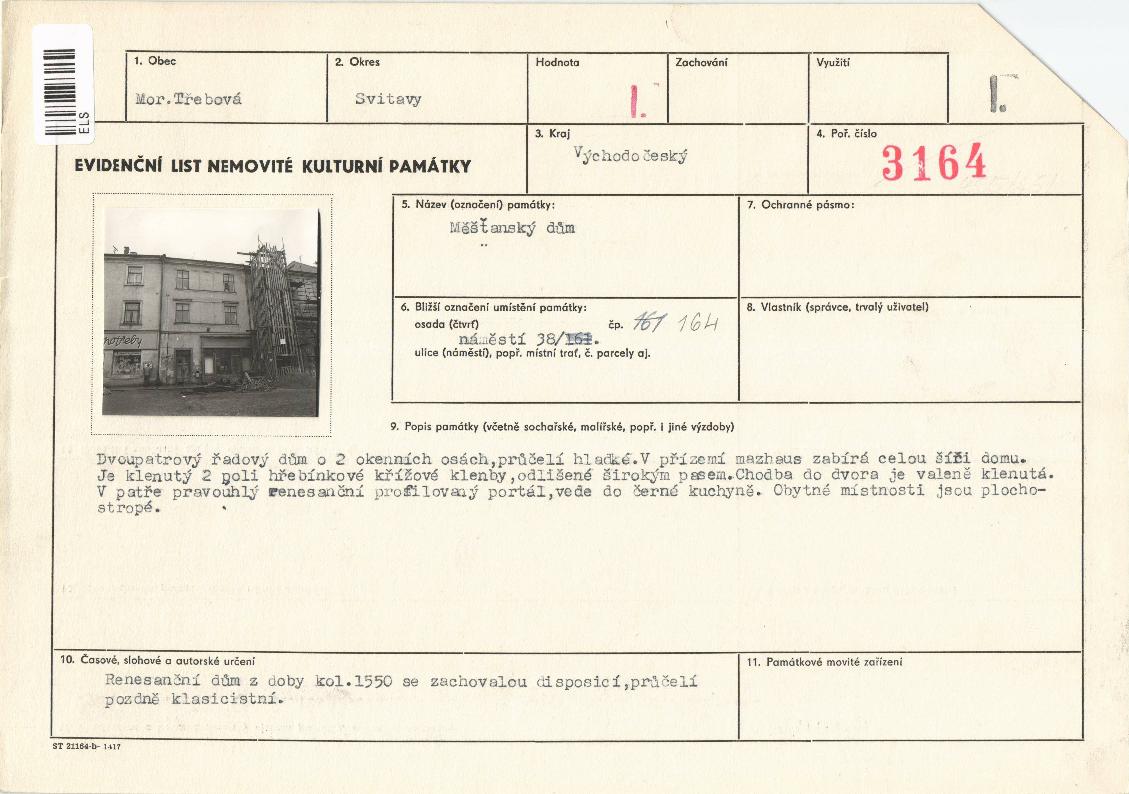 ELS
1. Obec
Mor.Třebová
2. Okres
Svitavy
Hodnota
I.
Zachování
Využití
I.
EVIDENČNÍ LIST NEMOVITÉ KULTURNÍ PAMÁTKY
3. Kraj
Východočeský
4. Poř. číslo
3164
potřeby
5. Název (označení) památky:
Měšťanský dům
7. Ochranné pásmo:
6. Bližší označení umístění památky:
osada (čtvrť) čp. 161 164
náměstí 38/161.
ulice (náměstí), popř. místní trať, č. parcely aj.
8. Vlastník (správce, trvalý uživatel)
9. Popis památky (včetně sochařské, malířské, popř. i jiné výzdoby)
Dvoupatrový řadový dům o 2 okenních osách,průčelí hladké.V přízemí mazhaus zabírá celou šíři domu.
Je klenutý 2 poli hřebínkové křížové klenby,odlišené širokým pasem.Chodba do dvora je valeně klenutá.
V patře pravouhlý renesanční profilovaný portál,vede do černé kuchyně. Obytné místnosti jsou plocho-
stropé.
10. Časové, slohové a autorské určení
Renesanční dům z doby kol.1550 se zachovalou disposicí,průčelí
pozdně klasicistní.
11. Památkové movité zařízení
ST 21164-b- 1417